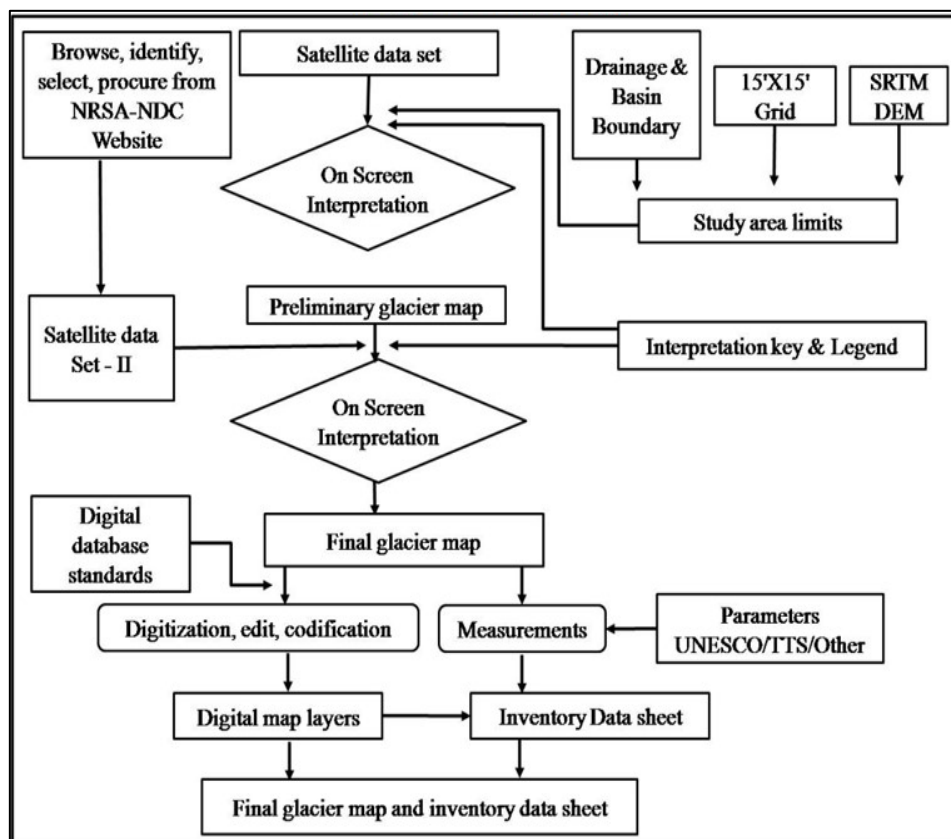 Browse, identify,
select, procure from
NRSA-NDC
Website
Satellite data set
Drainage &
Basin
Boundary
15'X15'
Grid
SRTM
DEM
On Screen
Interpretation
Study area limits
Preliminary glacier map
Satellite data
Set - II
Interpretation key & Legend
On Screen
Interpretation
Digital
database
standards
Final glacier map
Digitization, edit, codification
Measurements
Parameters
UNESCO/TTS/Other
Digital map layers
Inventory Data sheet
Final glacier map and inventory data sheet